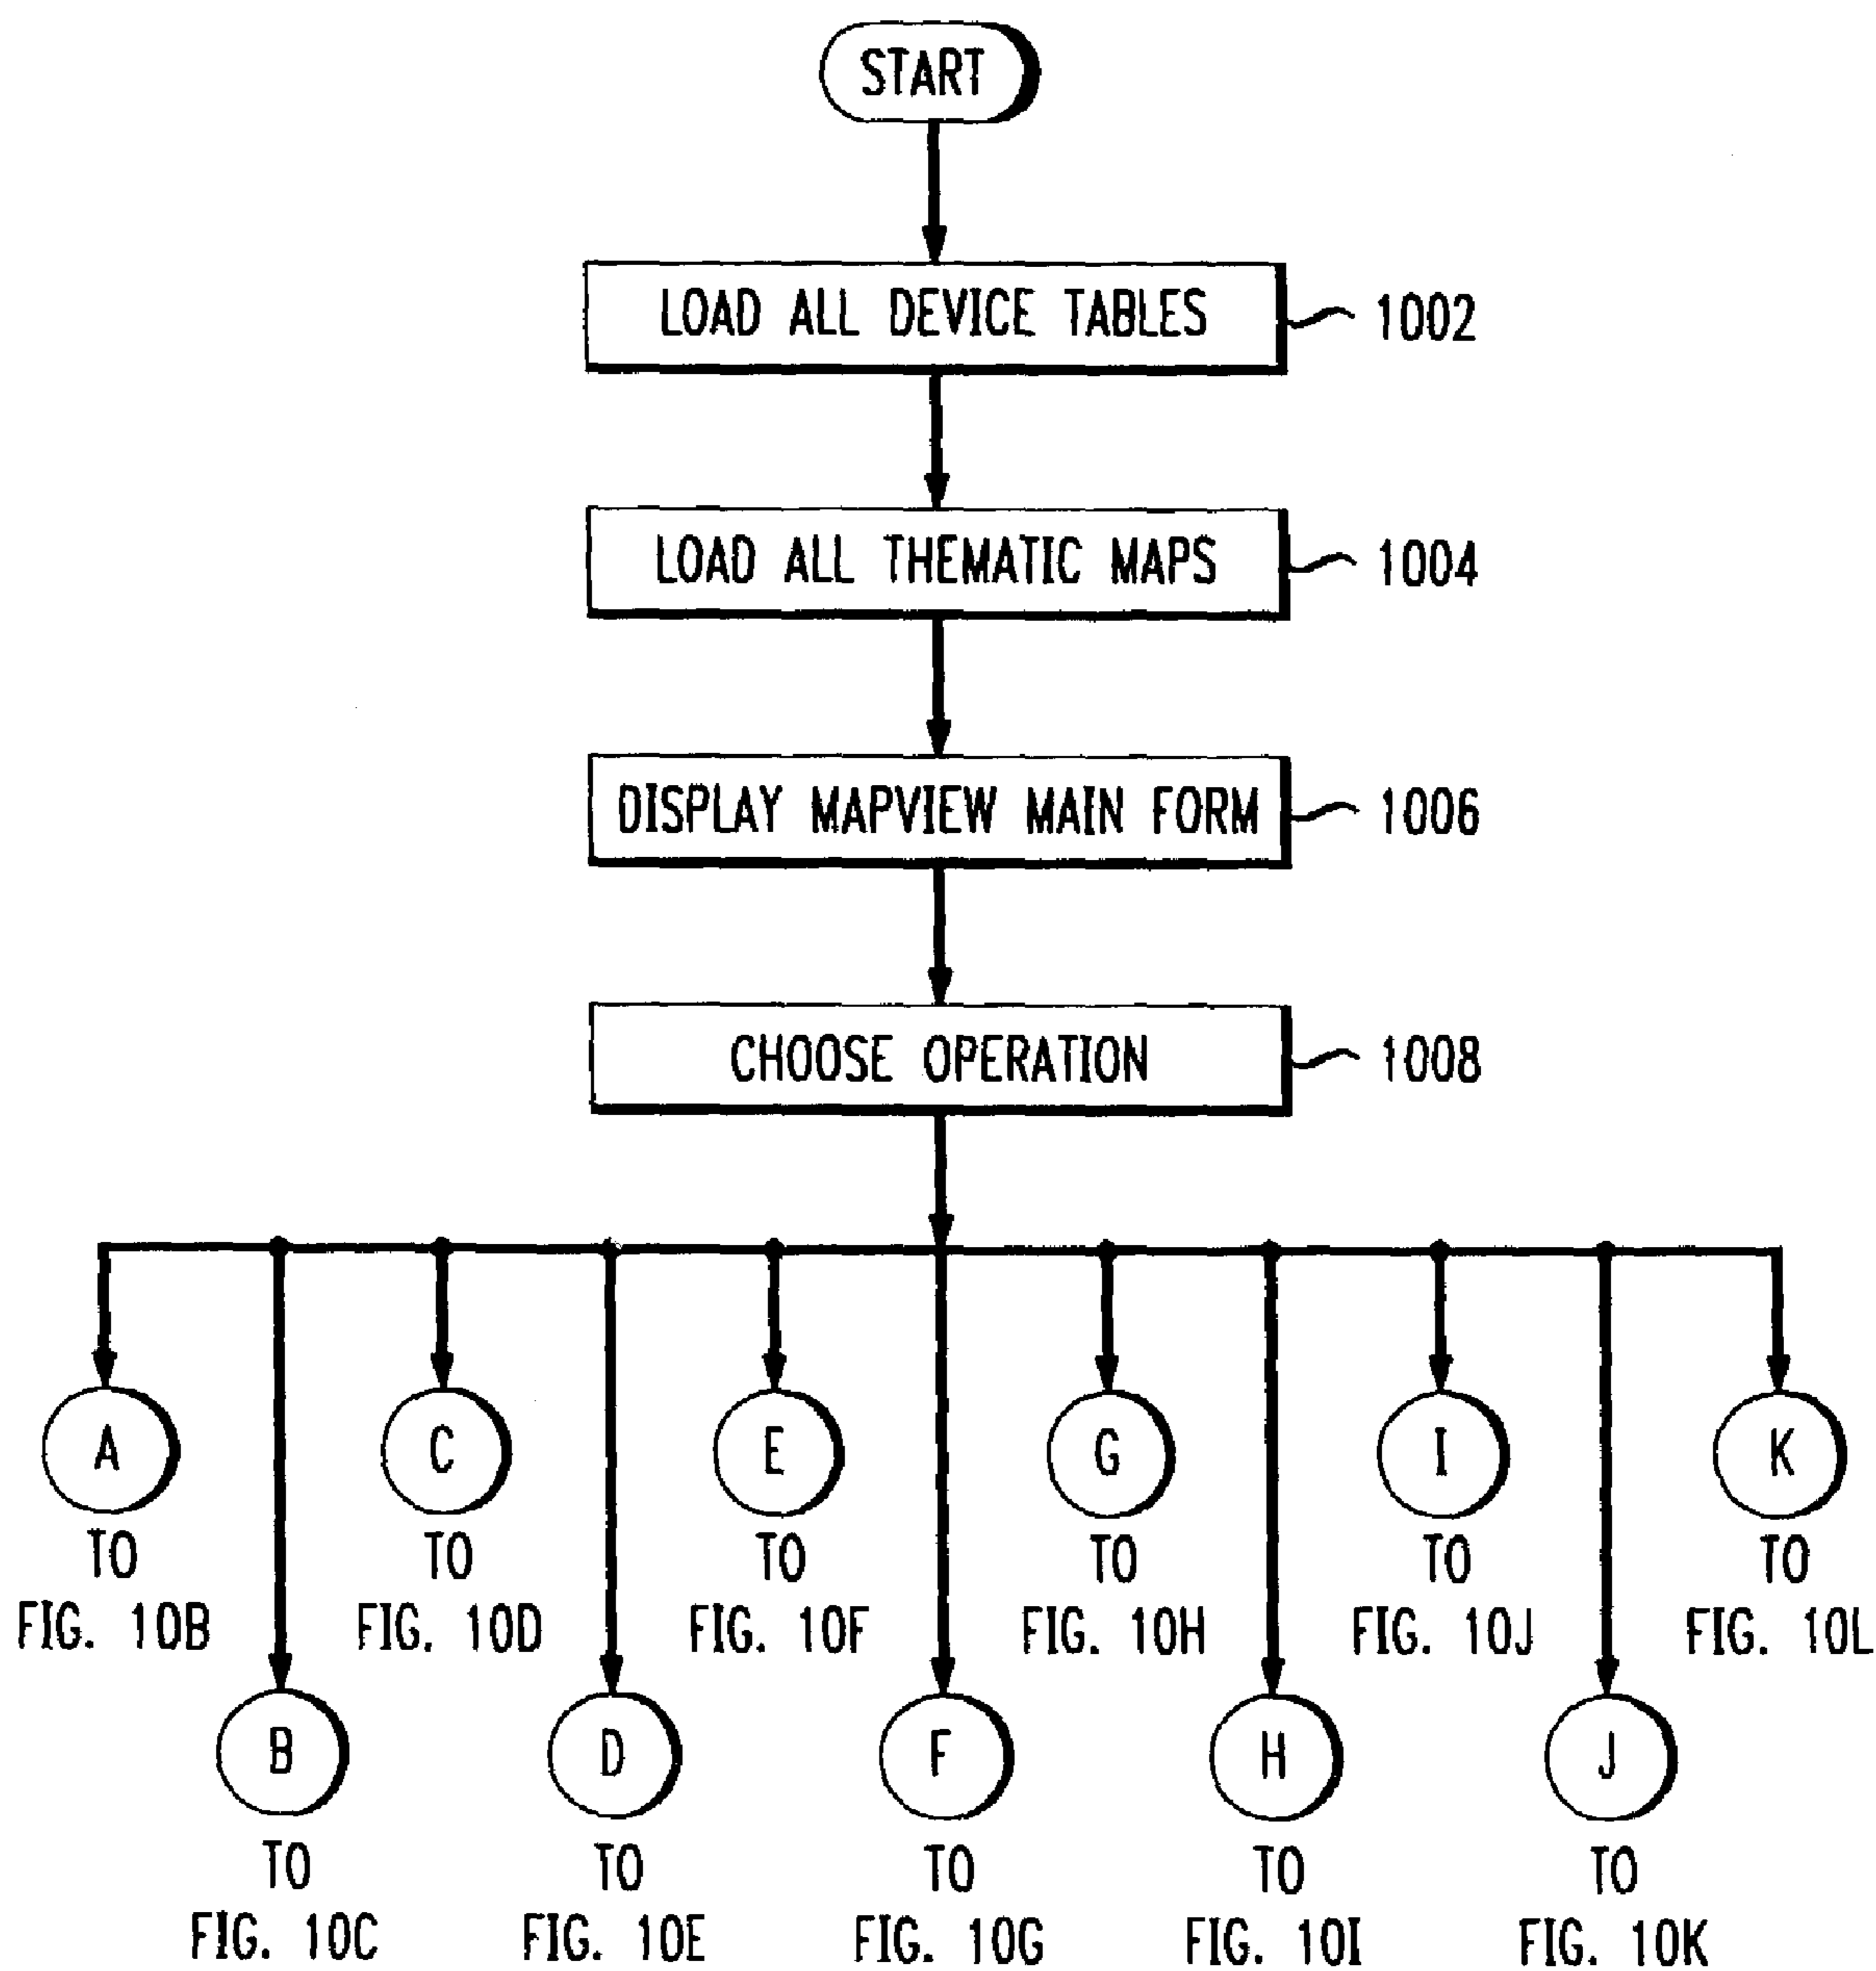 START
LOAD ALL DEVICE TABLES
1002
LOAD ALL THEMATIC MAPS
1004
DISPLAY MAPVIEW MAIN FORM
1006
CHOOSE OPERATION
1008
A
TO
FIG. 10B
B
TO
FIG. 10C
C
TO
FIG. 10D
D
TO
FIG. 10E
E
TO
FIG. 10F
F
TO
FIG. 10G
G
TO
FIG. 10H
H
TO
FIG. 10I
I
TO
FIG. 10J
J
TO
FIG. 10K
K
TO
FIG. 10L